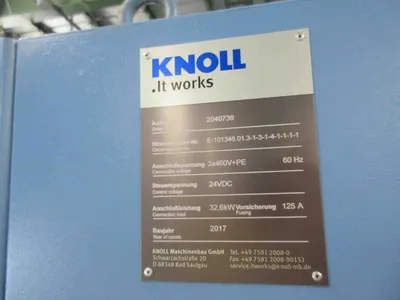 KNOLL
.It works
2040736
E-101346.01.3-1-3-1-4-1-1-1-1
Anschlußspannung 3x460V+PE 60 Hz
Connection voltage
Steuerspannung 24VDC
Control voltage
Anschlußleistung 32,6kW Vorsicherung 125 A
Connection load Fusing
Baujahr 2017
Year of constr.
KNOLL Maschinenbau GmbH Tel. +49 7581 2008-0
Schwarzachstraße 20 Fax +49 7581 2008-90151
D-88348 Bad Saulgau service.itworks@knoll-mb.de